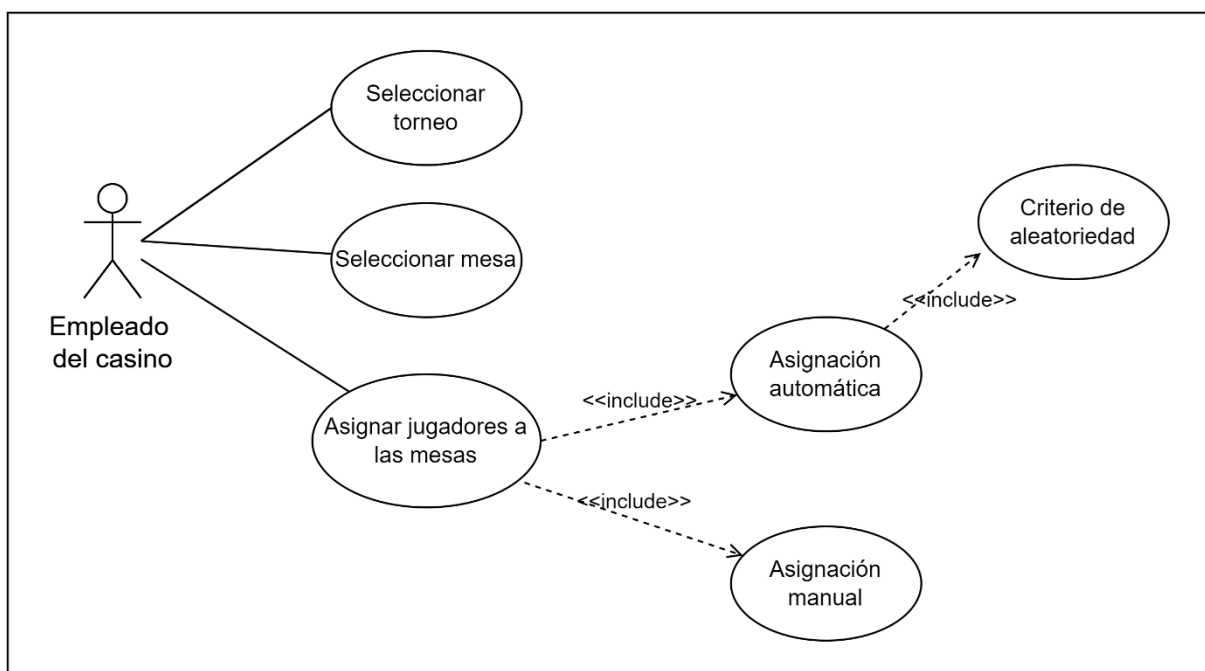 Seleccionar
torneo
Criterio de
aleatoriedad
Seleccionar mesa
<<include>>
Empleado
del casino
Asignación
automática
<<include>>
Asignar jugadores a
las mesas
<<include>>
Asignación
manual